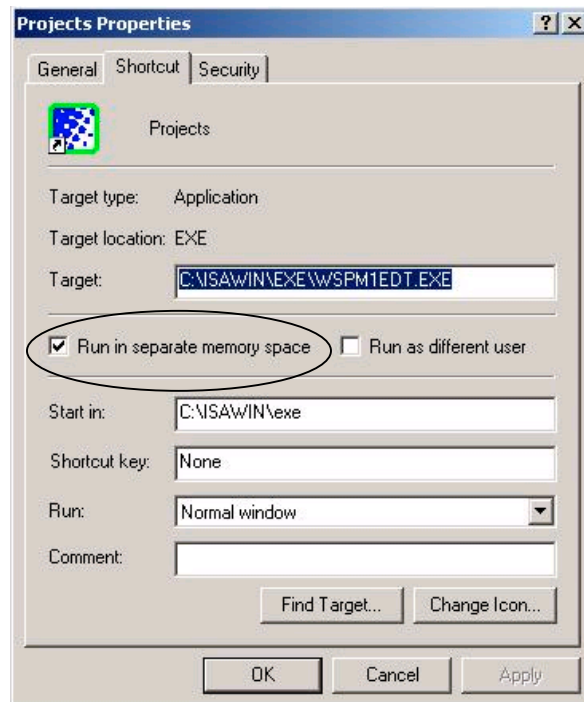 Projects Properties
General Shortcut Security
Projects
Target type: Application
Target location: EXE
Target: C:\ISAWIN\EXE\WSPM1EDT.EXE
Run in separate memory space Run as different user
Start in: C:\ISAWIN\exe
Shortcut key: None
Run: Normal window
Comment:
Find Target... Change Icon...
OK Cancel Apply